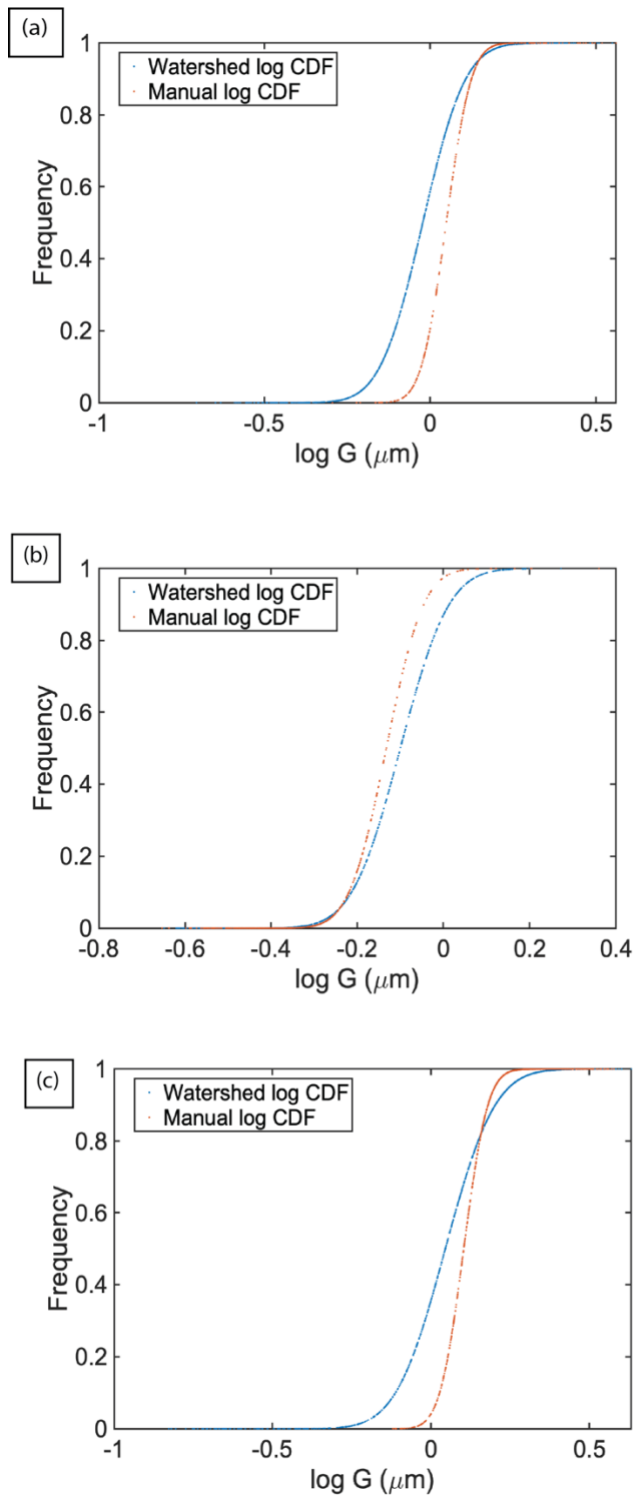 (a)
1
0.8
0.6
0.4
0.2
0
Frequency
Watershed log CDF
Manual log CDF
-1 -0.5 0 0.5
log G (μm)
(b)
1
0.8
0.6
0.4
0.2
0
Frequency
Watershed log CDF
Manual log CDF
-0.8 -0.6 -0.4 -0.2 0 0.2 0.4
log G (μm)
(c)
1
0.8
0.6
0.4
0.2
0
Frequency
Watershed log CDF
Manual log CDF
-1 -0.5 0 0.5
log G (μm)